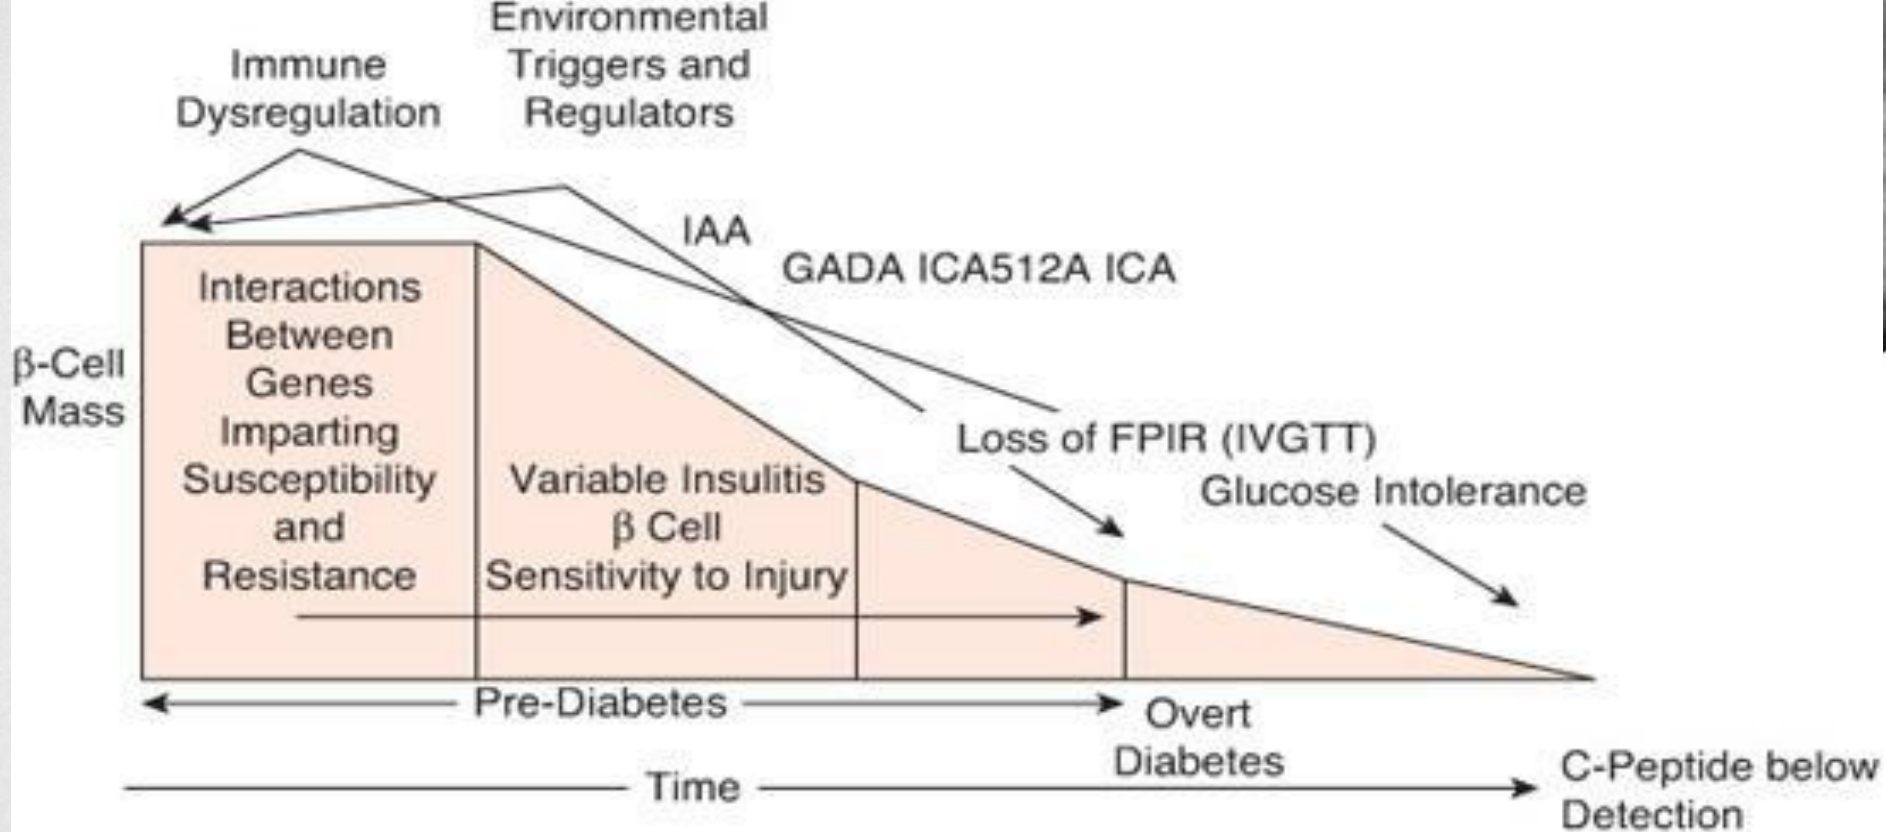 Environmental
Triggers and
Regulators
Immune
Dysregulation
IAA
GADA ICA512A ICA
β-Cell
Mass
Interactions
Between
Genes
Imparting
Susceptibility
and
Resistance
Variable Insulitis
β Cell
Sensitivity to Injury
Loss of FPIR (IVGTT)
Glucose Intolerance
Pre-Diabetes
Overt
Diabetes
Time
C-Peptide below
Detection